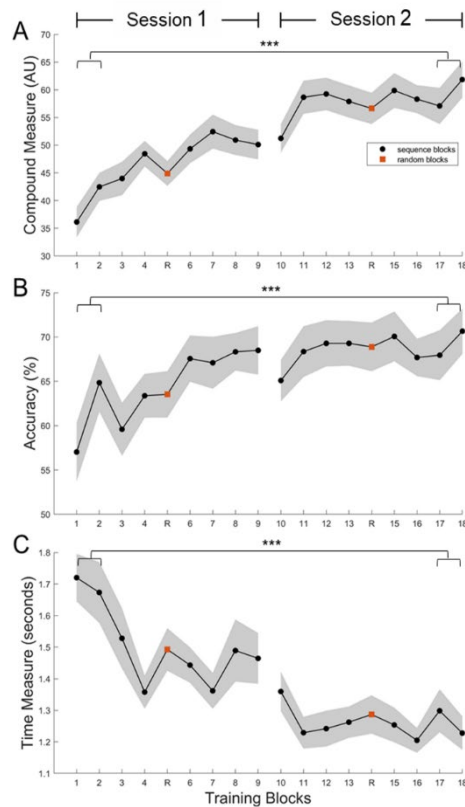 Session 1 Session 2
A
***
Compound Measure (AU)
65
60
55
50
45
40
35
30
sequence blocks
random blocks
1 2 3 4 R 6 7 8 9 10 11 12 13 R 15 16 17 18
B
***
Accuracy (%)
75
70
65
60
55
50
1 2 3 4 R 6 7 8 9 10 11 12 13 R 15 16 17 18
C
***
Time Measure (seconds)
1.8
1.7
1.6
1.5
1.4
1.3
1.2
1.1
1 2 3 4 R 6 7 8 9 10 11 12 13 R 15 16 17 18
Training Blocks